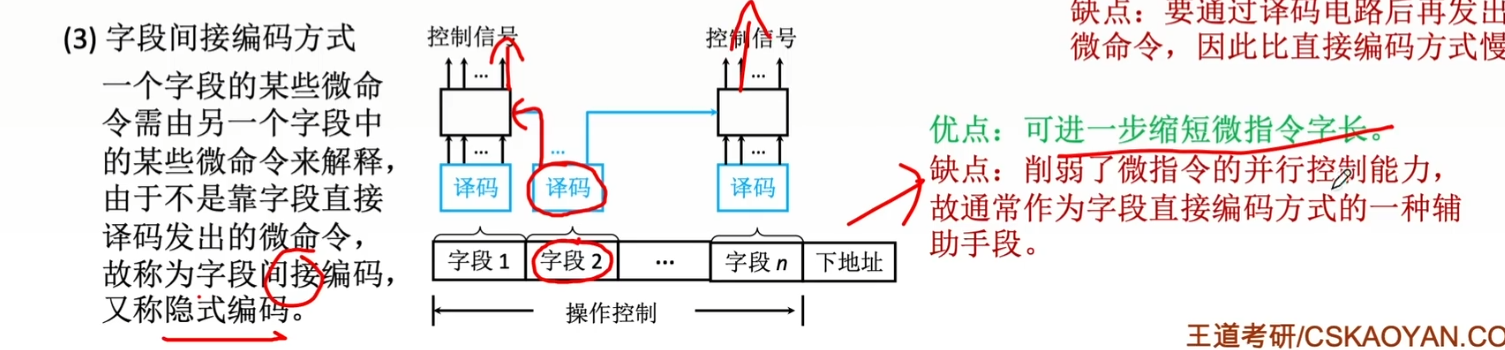 (3) 字段间接编码方式
一个字段的某些微命
令需由另一个字段中
的某些微命令来解释，
由于不是靠字段直接
译码发出的微命令，
故称为字段间接编码，
又称隐式编码。
控制信号
控制信号
...
...
...
...
...
译码
译码
译码
字段 1
字段 2
...
字段 n
下地址
操作控制
缺点：要通过译码电路后再发出
微命令，因此比直接编码方式慢
优点：可进一步缩短微指令字长。
缺点：削弱了微指令的并行控制能力，
故通常作为字段直接编码方式的一种辅
助手段。
王道考研/CSKAOYAN.CO